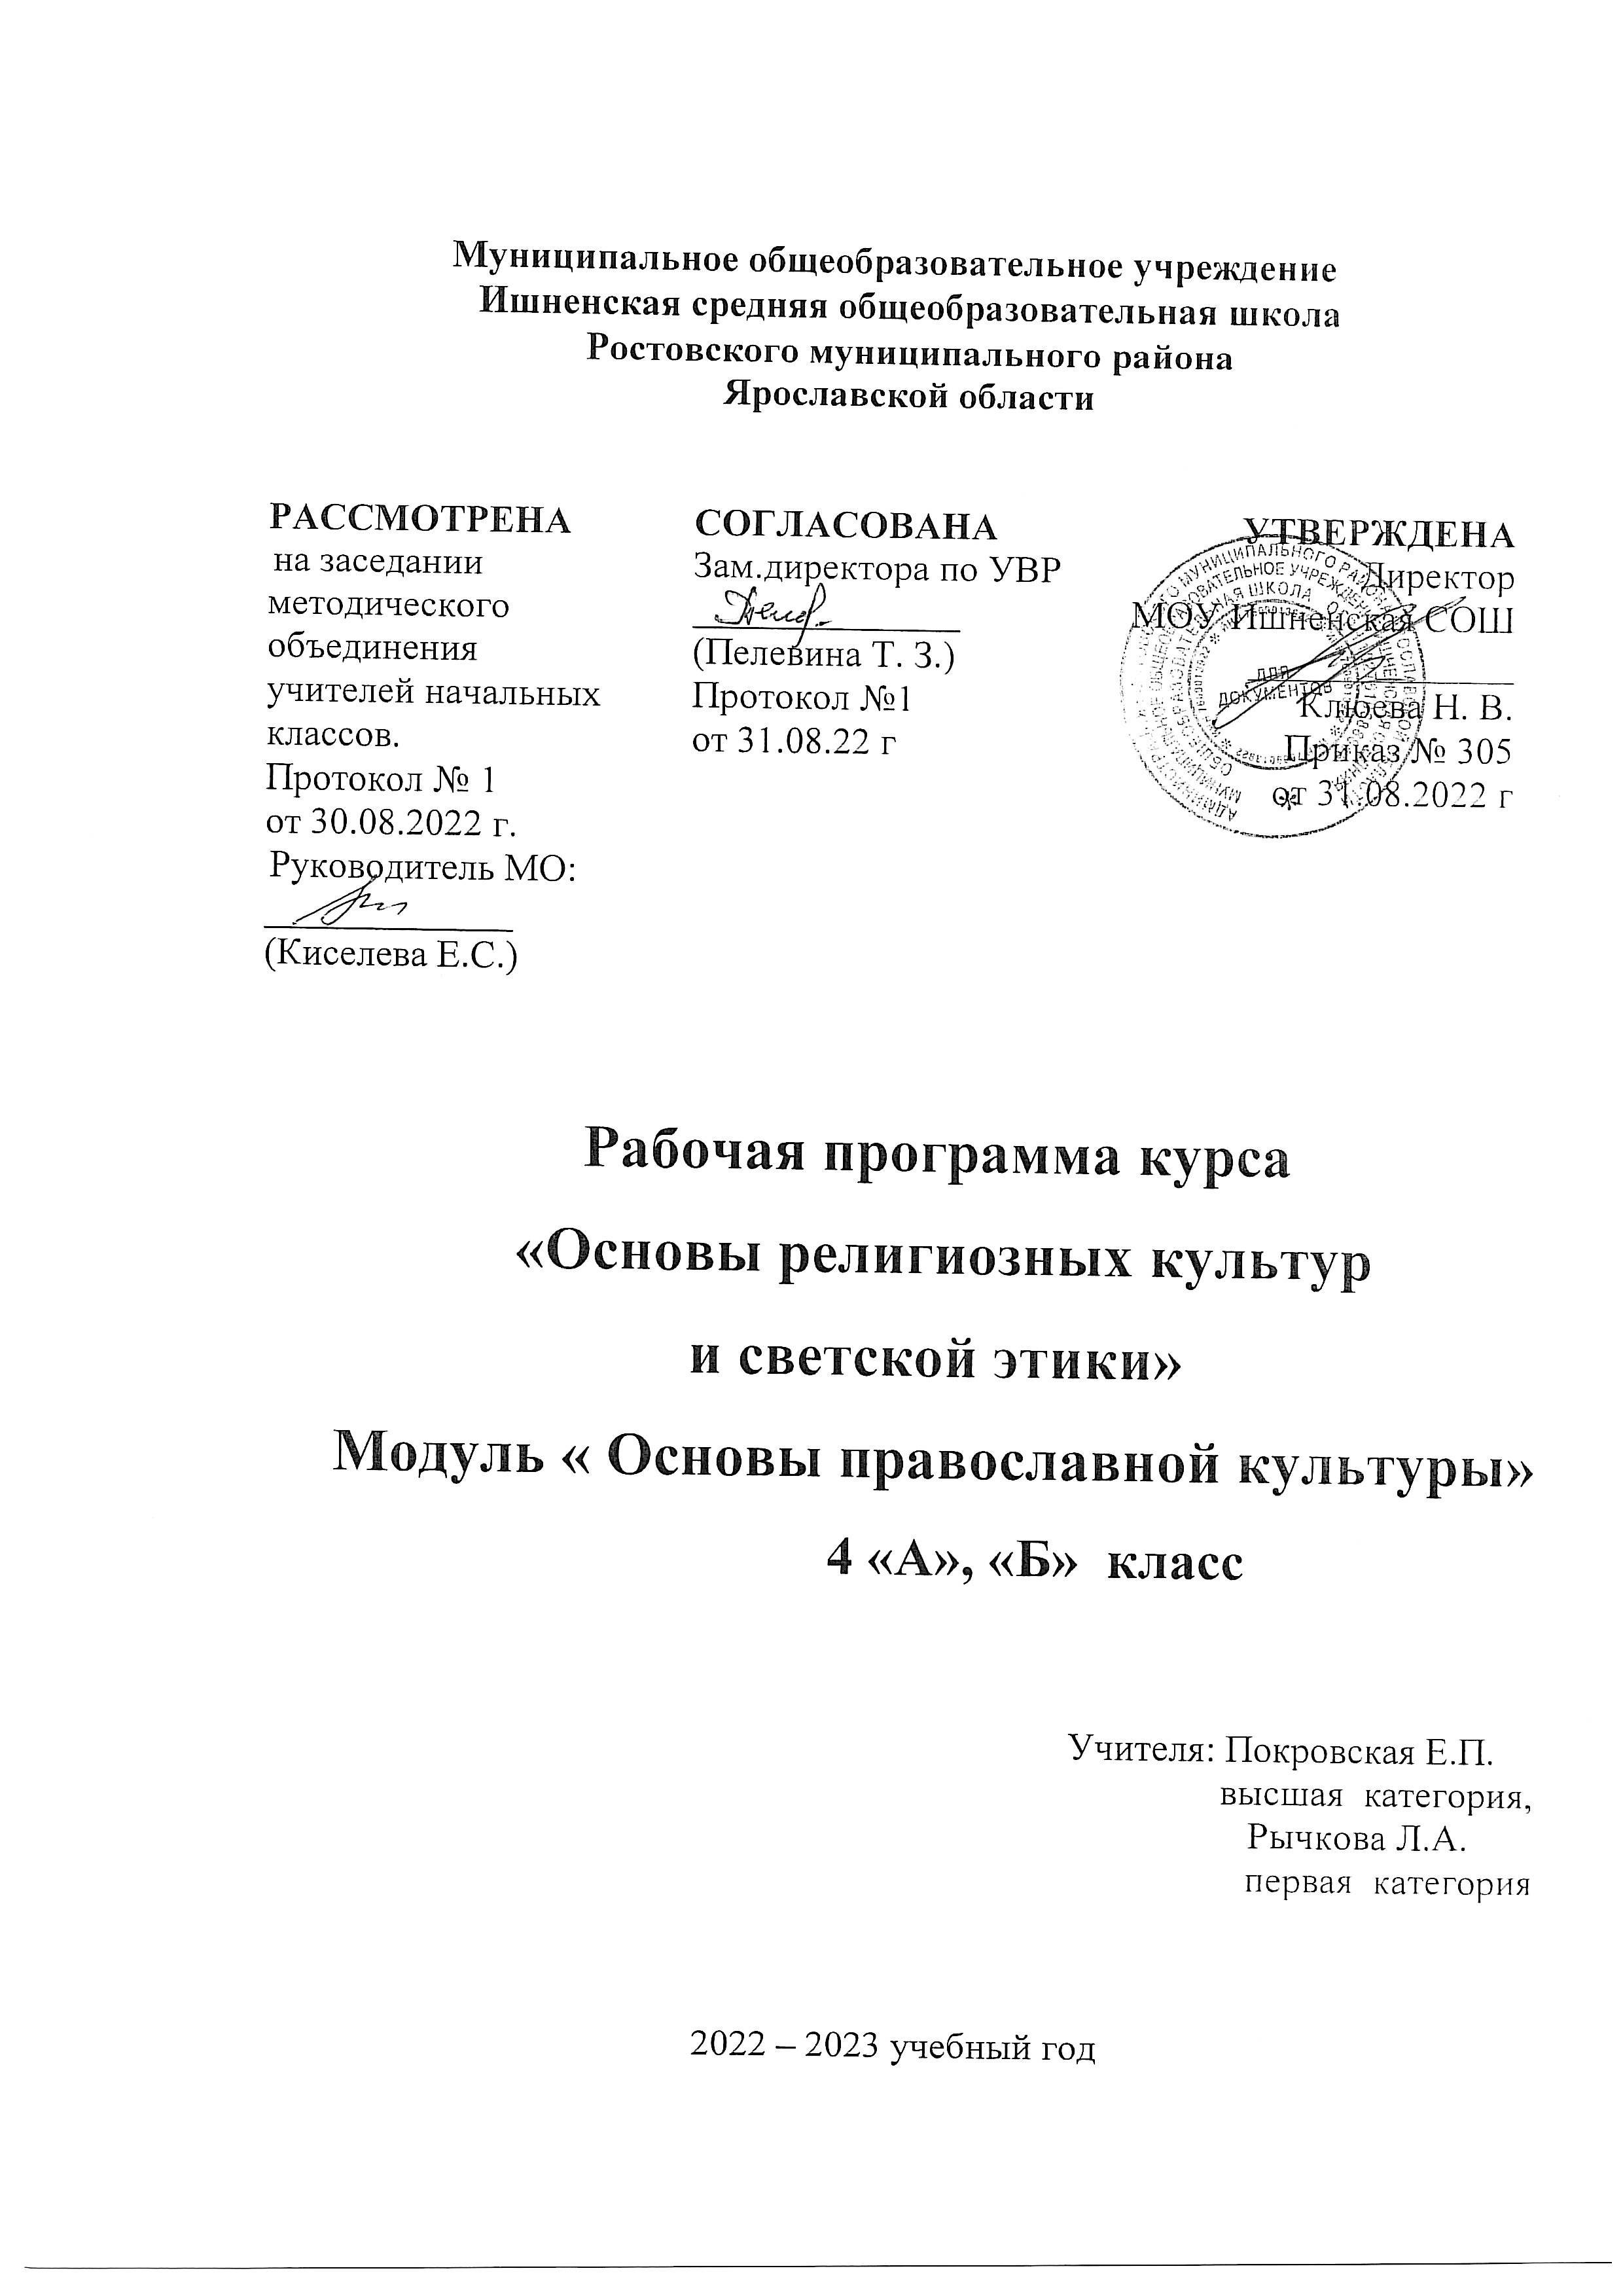 Муниципальное общеобразовательное учреждение
Ишненская средняя общеобразовательная школа
Ростовского муниципального района
Ярославской области
РАССМОТРЕНА
на заседании
методического
объединения
учителей начальных
классов.
Протокол № 1
от 30.08.2022 г.
Руководитель МО:
(Киселева Е.С.)
СОГЛАСОВАНА
Зам.директора по УВР
(Пелевина Т. З.)
Протокол №1
от 31.08.22 г
УТВЕРЖДЕНА
Директор
МОУ Ишненская СОШ
Клюева Н. В.
Приказ № 305
от 31.08.2022 г
ДЛЯ
ДОКУМЕНТОВ
Рабочая программа курса
«Основы религиозных культур
и светской этики»
Модуль « Основы православной культуры»
4 «А», «Б» класс
Учителя: Покровская Е.П.
высшая категория,
Рычкова Л.А.
первая категория
2022 – 2023 учебный год